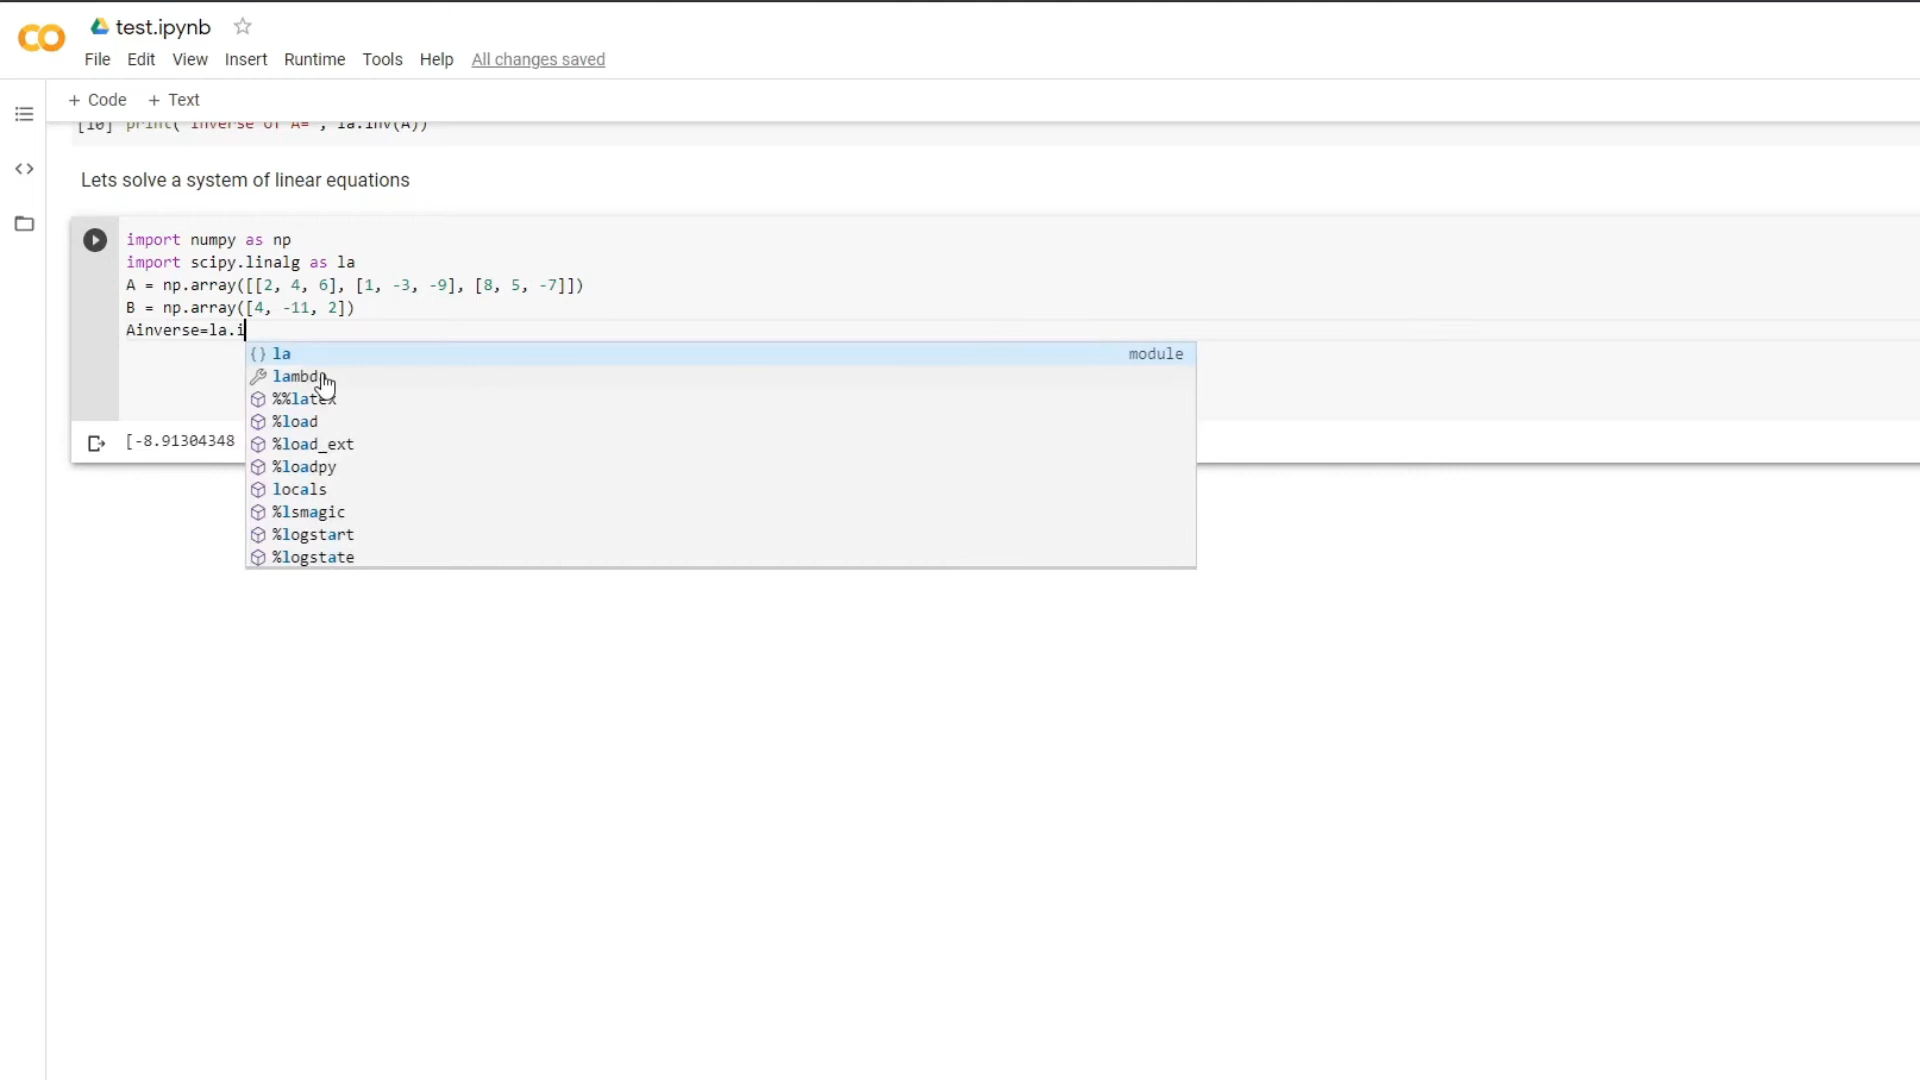 CO
test.ipynb
File Edit View Insert Runtime Tools Help All changes saved
+ Code + Text
[10] print("Inverse of A=", la.inv(A))
Lets solve a system of linear equations
import numpy as np
import scipy.linalg as la
A = np.array([[2, 4, 6], [1, -3, -9], [8, 5, -7]])
B = np.array([4, -11, 2])
Ainverse=la.i
{} la module
lambda
%%latex
%load
[-8.91304348
%load_ext
%loadpy
locals
%lsmagic
%logstart
%logstate